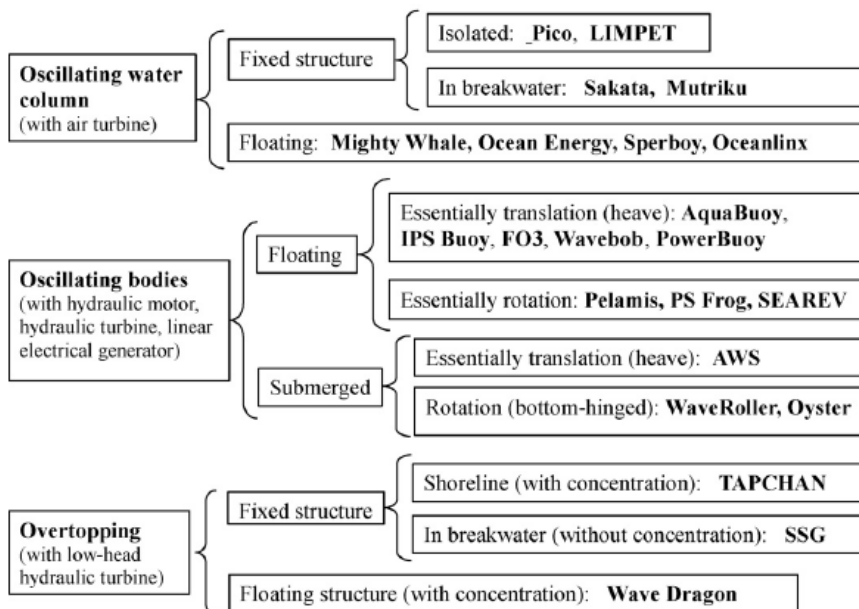 Oscillating water
column
(with air turbine)
Fixed structure
Isolated: _Pico, LIMPET
In breakwater: Sakata, Mutriku
Floating: Mighty Whale, Ocean Energy, Sperboy, Oceanlinx
Oscillating bodies
(with hydraulic motor,
hydraulic turbine, linear
electrical generator)
Floating
Essentially translation (heave): AquaBuoy,
IPS Buoy, FO3, Wavebob, PowerBuoy
Essentially rotation: Pelamis, PS Frog, SEAREV
Submerged
Essentially translation (heave): AWS
Rotation (bottom-hinged): WaveRoller, Oyster
Overtopping
(with low-head
hydraulic turbine)
Fixed structure
Shoreline (with concentration): TAPCHAN
In breakwater (without concentration): SSG
Floating structure (with concentration): Wave Dragon